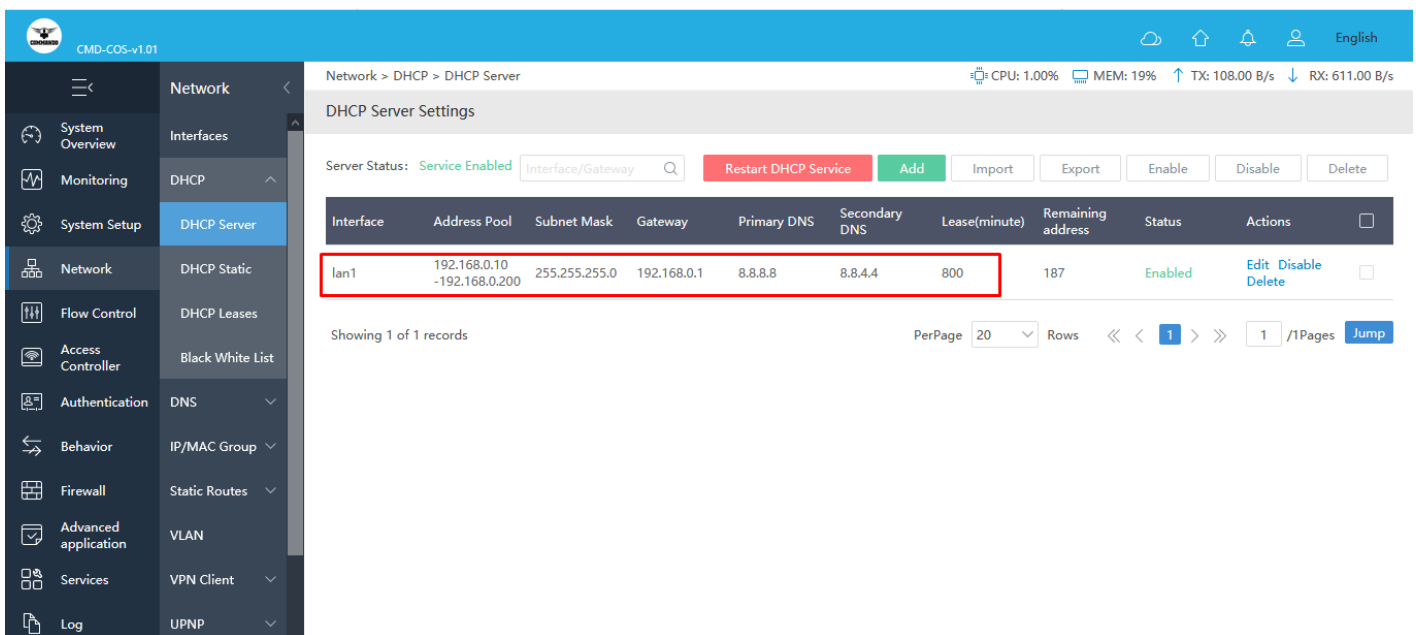 COMMANDO
CMD-COS-v1.01
English
Network
Network > DHCP > DHCP Server
CPU: 1.00% MEM: 19% TX: 108.00 B/s RX: 611.00 B/s
DHCP Server Settings
System
Overview
Monitoring
System Setup
Network
Flow Control
Access
Controller
Authentication
Behavior
Firewall
Advanced
application
Services
Log
Interfaces
DHCP
DHCP Server
DHCP Static
DHCP Leases
Black White List
DNS
IP/MAC Group
Static Routes
VLAN
VPN Client
UPNP
Server Status: Service Enabled Interface/Gateway Restart DHCP Service Add Import Export Enable Disable Delete
Interface Address Pool Subnet Mask Gateway Primary DNS Secondary DNS Lease(minute) Remaining address Status Actions
lan1 192.168.0.10 -192.168.0.200 255.255.255.0 192.168.0.1 8.8.8.8 8.8.4.4 800 187 Enabled Edit Disable Delete
Showing 1 of 1 records PerPage 20 Rows « < 1 > » 1 /1Pages Jump